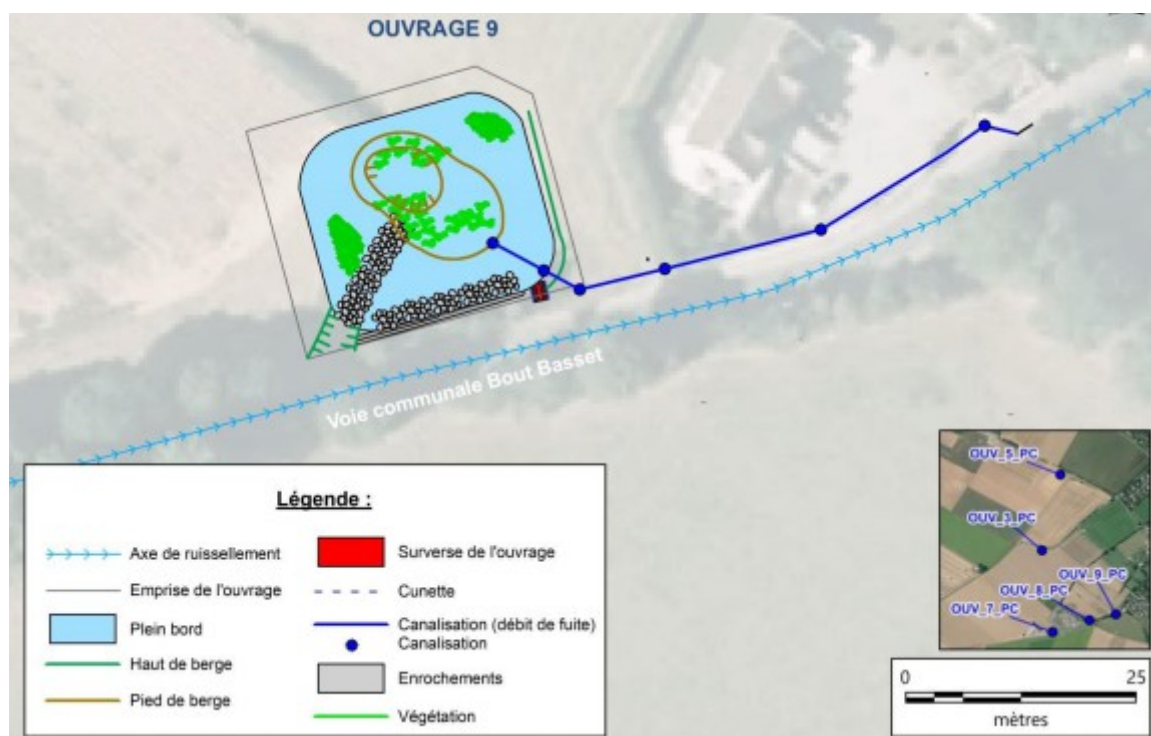 OUVRAGE 9
Voie communale Bout Basset
Légende :
Axe de ruissellement
Emprise de l'ouvrage
Plein bord
Haut de berge
Pied de berge
Surverse de l'ouvrage
Cunette
Canalisation (débit de fuite)
Canalisation
Enrochements
Végétation
OUV_5_PC
OUV_3_PC
OUV_9_PC
OUV_8_PC
OUV_7_PC
0 25
mètres